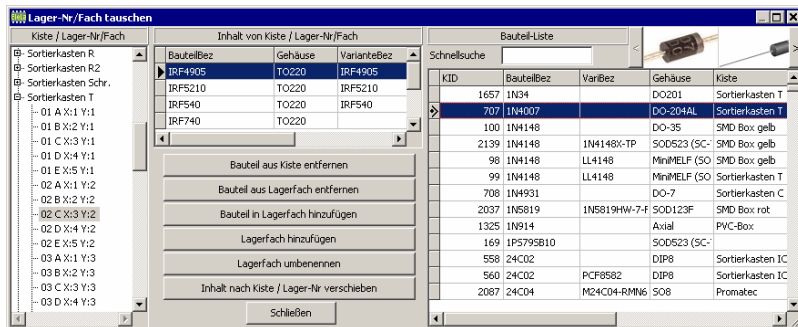 Lager-Nr/Fach tauschen
Kiste / Lager-Nr/Fach
Sortierkasten R
Sortierkasten R2
Sortierkasten Schr.
Sortierkasten T
01 A X:1 Y:1
01 B X:2 Y:1
01 C X:3 Y:1
01 D X:4 Y:1
01 E X:5 Y:1
02 A X:1 Y:2
02 B X:2 Y:2
02 C X:3 Y:2
02 D X:4 Y:2
02 E X:5 Y:2
03 A X:1 Y:3
03 B X:2 Y:3
03 C X:3 Y:3
03 D X:4 Y:3
Inhalt von Kiste / Lager-Nr/Fach
BauteilBez Gehäuse VarianteBez
IRF4905 TO220 IRF4905
IRF5210 TO220 IRF5210
IRF540 TO220 IRF540
IRF740 TO220
Bauteil aus Kiste entfernen
Bauteil aus Lagerfach entfernen
Bauteil in Lagerfach hinzufügen
Lagerfach hinzufügen
Lagerfach umbenennen
Inhalt nach Kiste / Lager-Nr verschieben
Schließen
Bauteil-Liste
Schnellsuche
KID BauteilBez VariBez Gehäuse Kiste
1657 1N34 DO201 Sortierkasten T
707 1N4007 DO-204AL Sortierkasten T
100 1N4148 DO-35 SMD Box gelb
2139 1N4148 1N4148X-TP SOD523 (SC- SMD Box gelb
98 1N4148 LL4148 MiniMELF (SO SMD Box gelb
99 1N4148 LL4148 MiniMELF (SO Sortierkasten T
708 1N4931 DO-7 Sortierkasten C
2037 1N5819 1N5819HW-7-F SOD123F SMD Box rot
1325 1N914 Axial PVC-Box
169 1PS79SB10 SOD523 (SC-
558 24C02 DIP8 Sortierkasten IC
560 24C02 PCF8582 DIP8 Sortierkasten IC
2087 24C04 M24C04-RMN6 SO8 Promatec